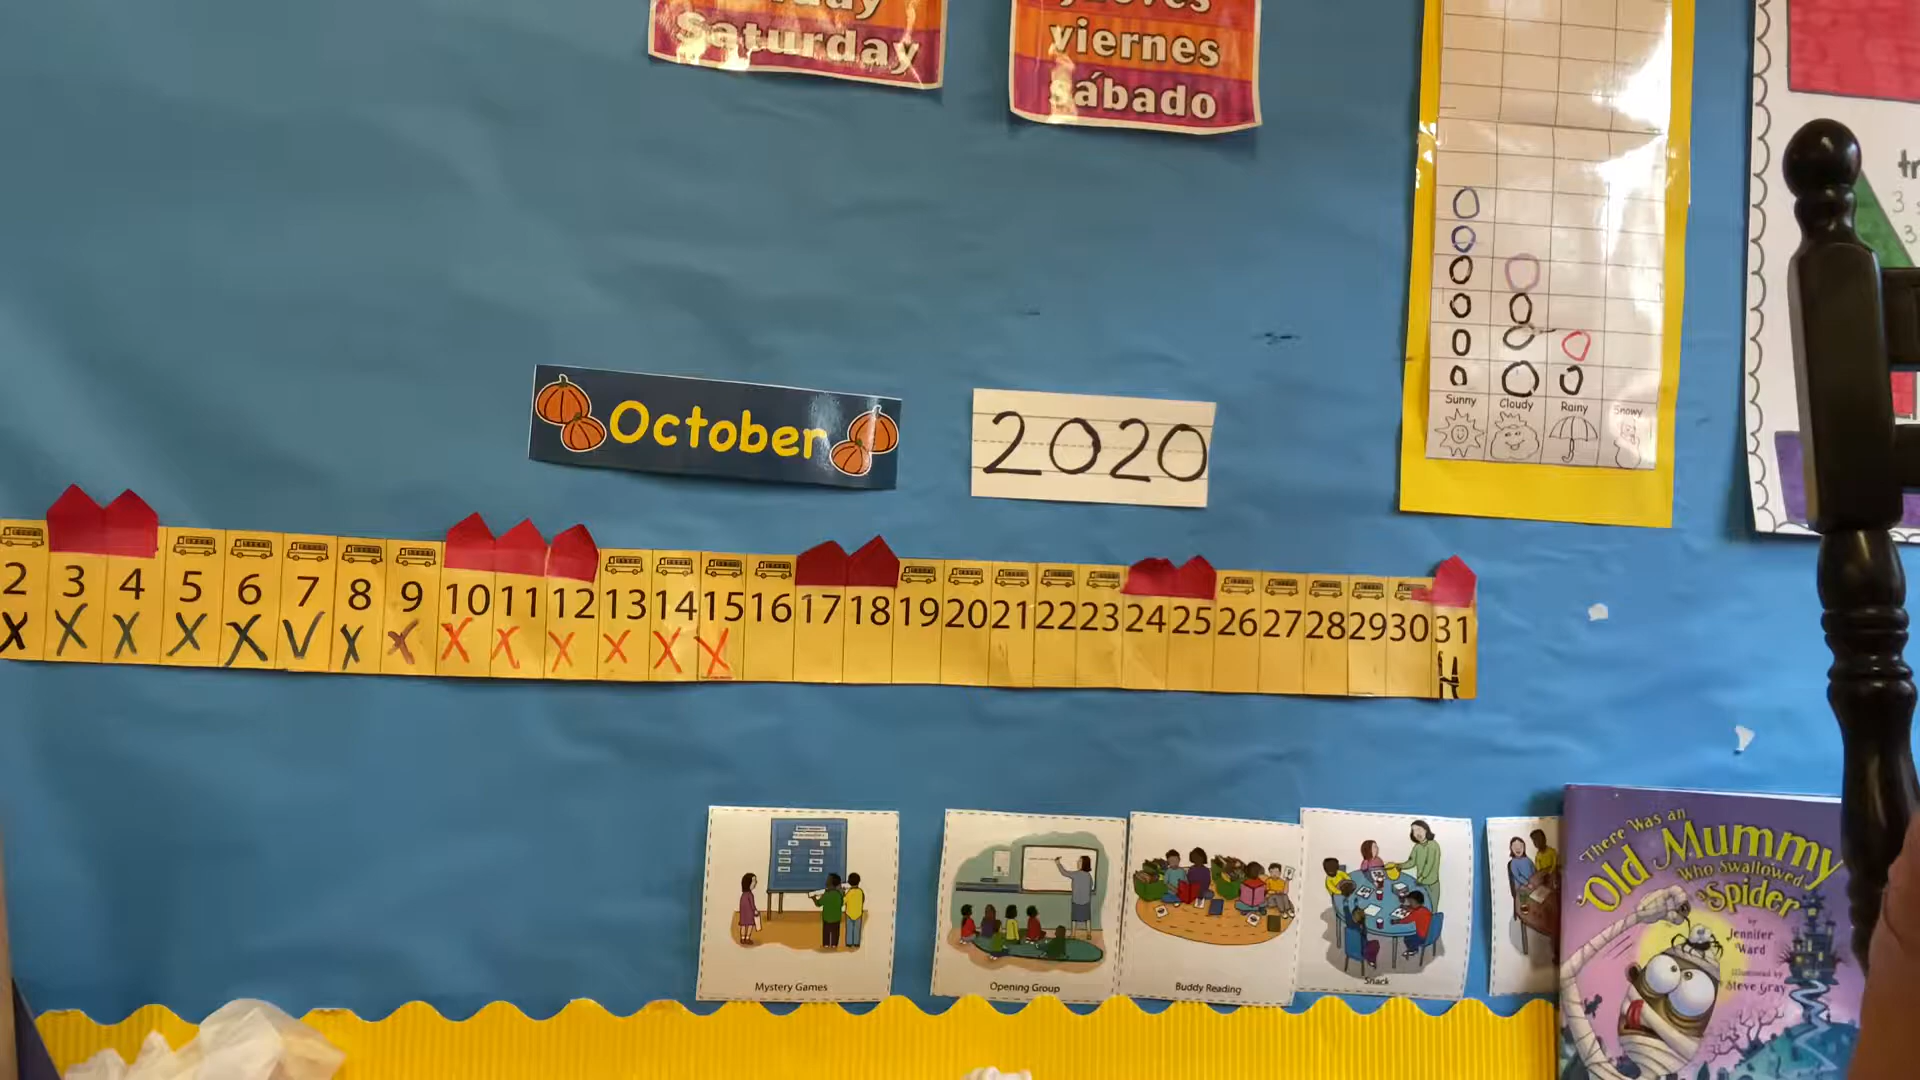 Saturday
viernes
sábado
October
2020
Sunny Cloudy Rainy Snowy
2 3 4 5 6 7 8 9 10 11 12 13 14 15 16 17 18 19 20 21 22 23 24 25 26 27 28 29 30 31
X X X X X V X X X X X X X X
H
Mystery Games
Opening Group
Buddy Reading
Snack
There Was an
Old Mummy
Who Swallowed
a Spider
by
Jennifer
Ward
Illustrated by
Steve Gray